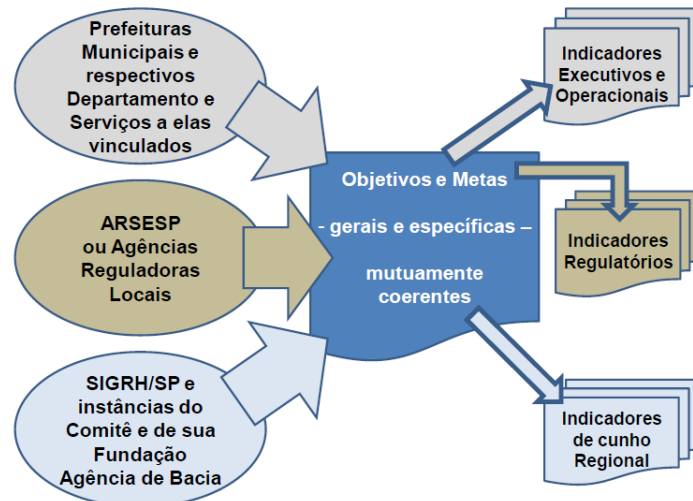 Prefeituras
Municipais e
respectivos
Departamento e
Serviços a elas
vinculados
ARSESP
ou Agências
Reguladoras
Locais
SIGRH/SP e
instâncias do
Comitê e de sua
Fundação
Agência de Bacia
Objetivos e Metas
- gerais e específicas –
mutuamente
coerentes
Indicadores
Executivos e
Operacionais
Indicadores
Regulatórios
Indicadores
de cunho
Regional